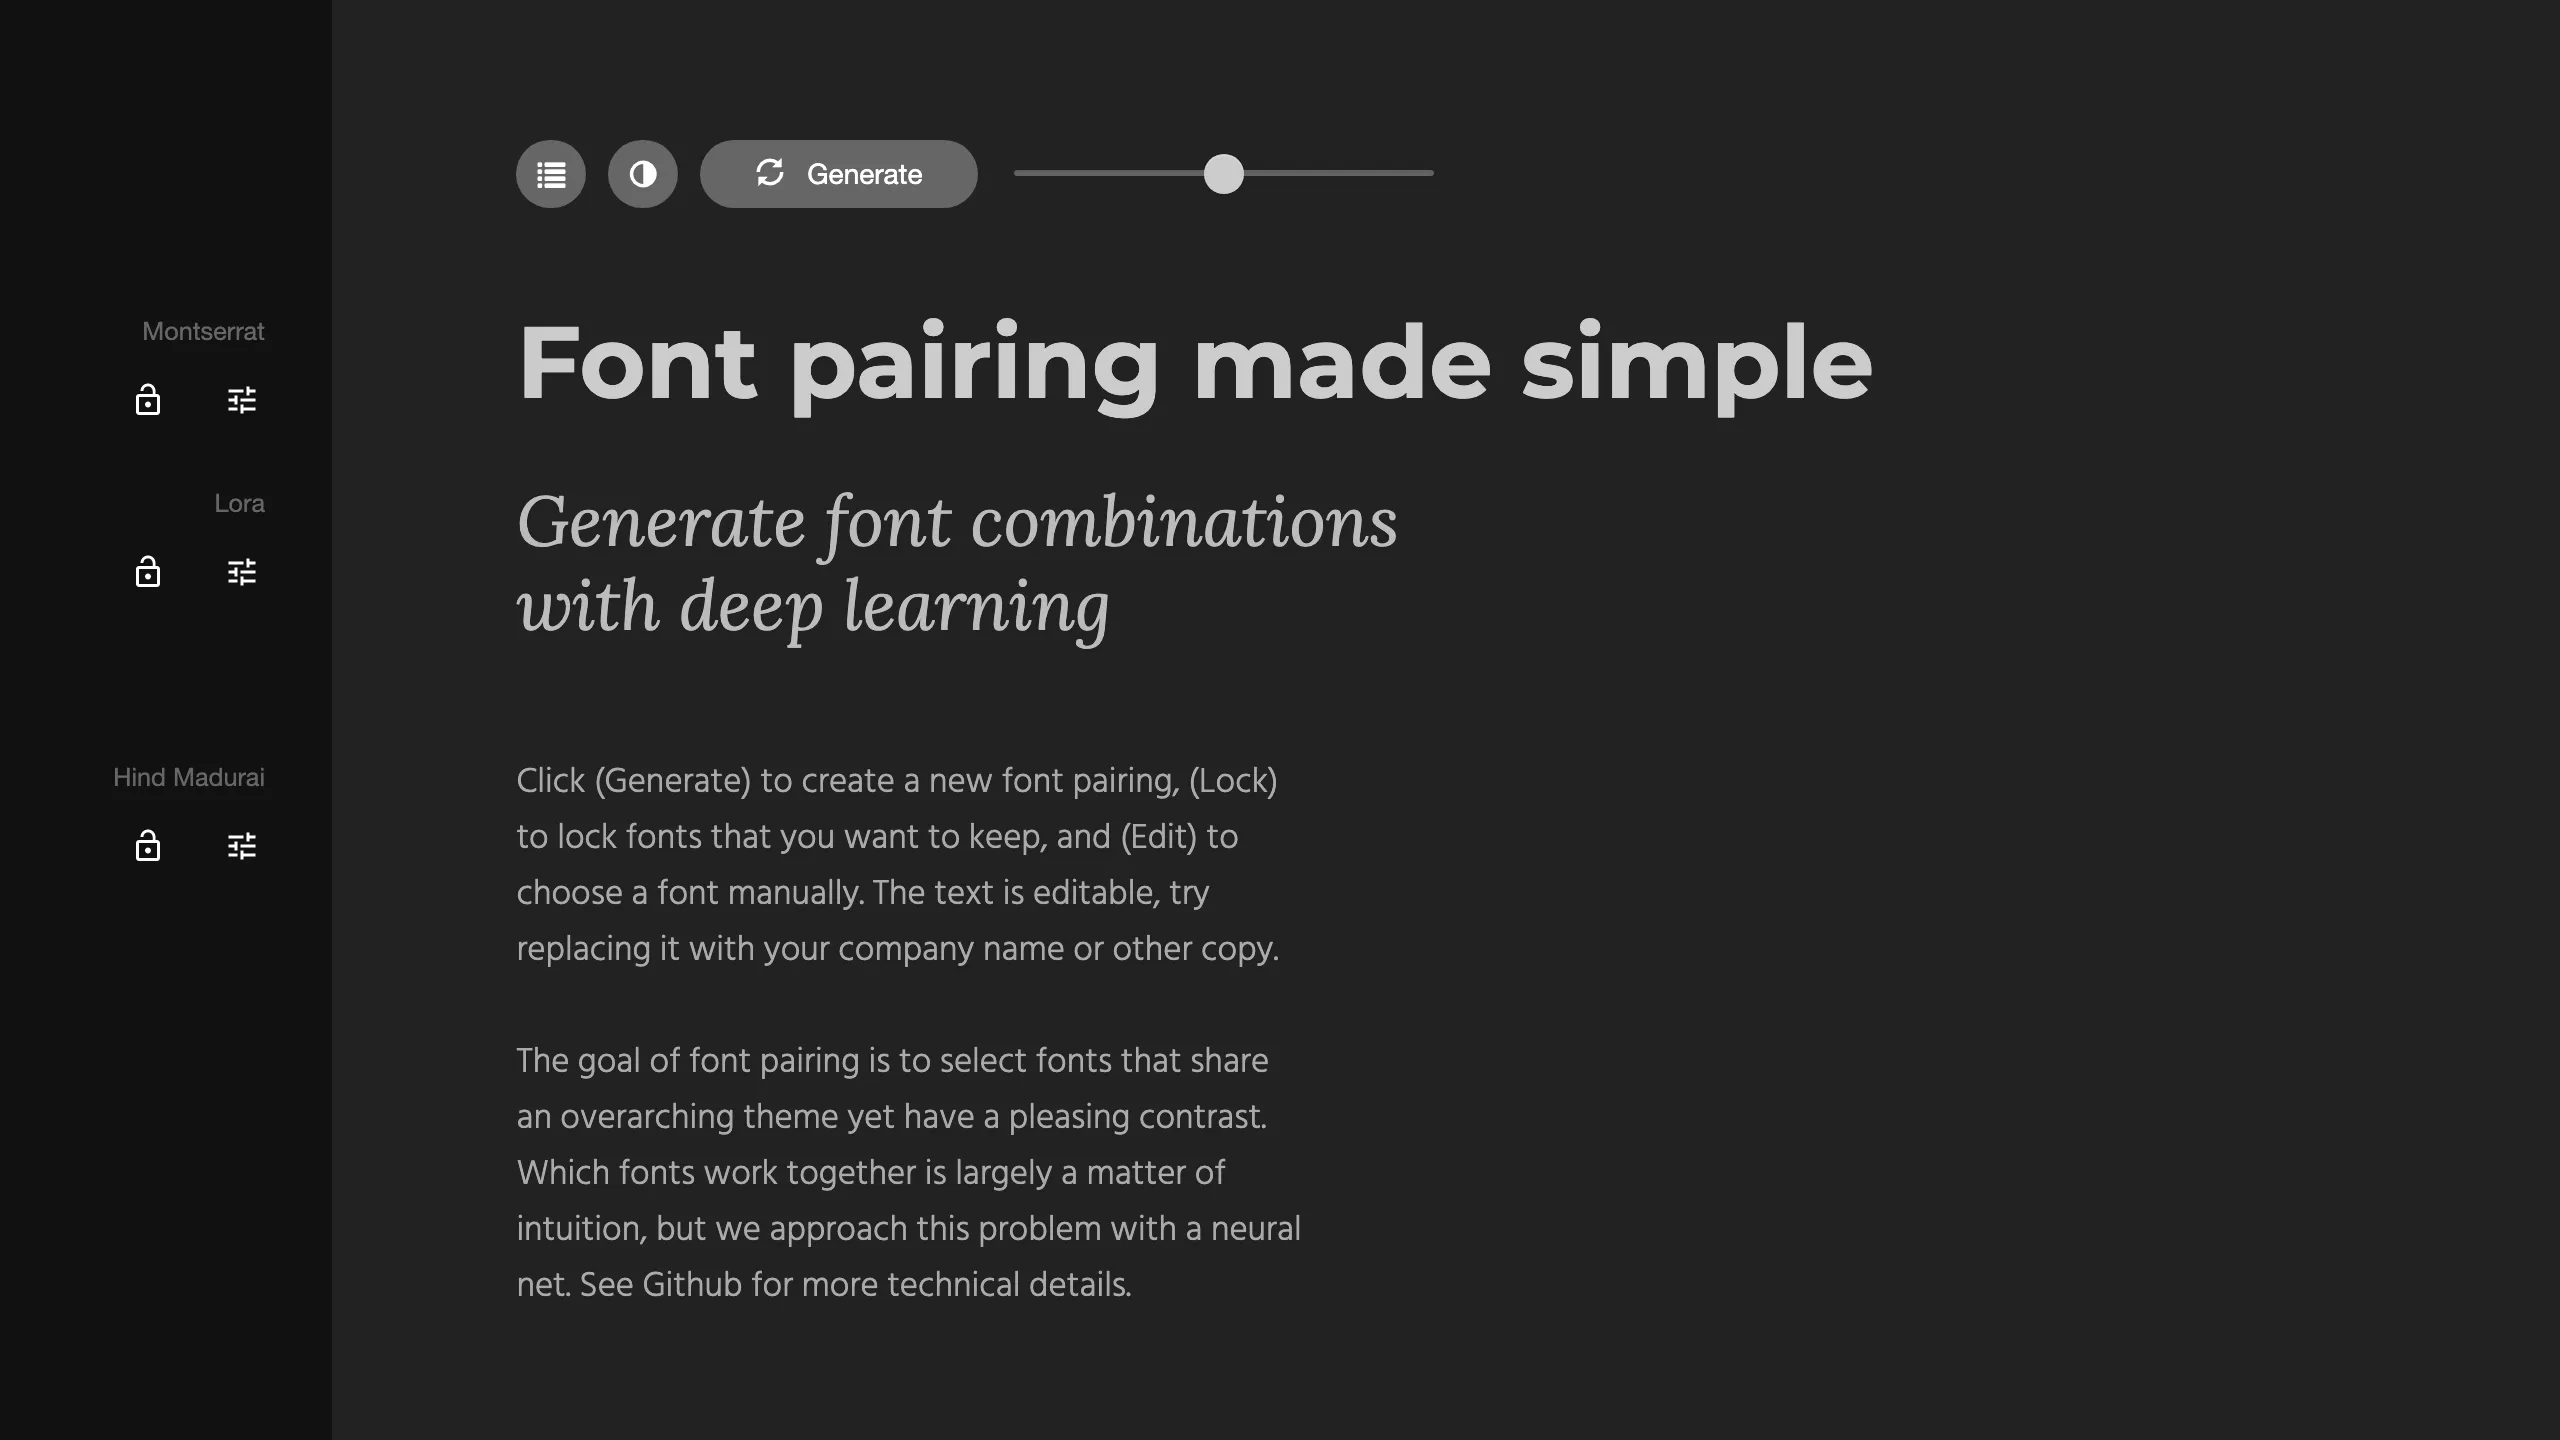 Generate
Montserrat
Font pairing made simple
Lora
Generate font combinations
with deep learning
Hind Madurai
Click (Generate) to create a new font pairing, (Lock)
to lock fonts that you want to keep, and (Edit) to
choose a font manually. The text is editable, try
replacing it with your company name or other copy.
The goal of font pairing is to select fonts that share
an overarching theme yet have a pleasing contrast.
Which fonts work together is largely a matter of
intuition, but we approach this problem with a neural
net. See Github for more technical details.